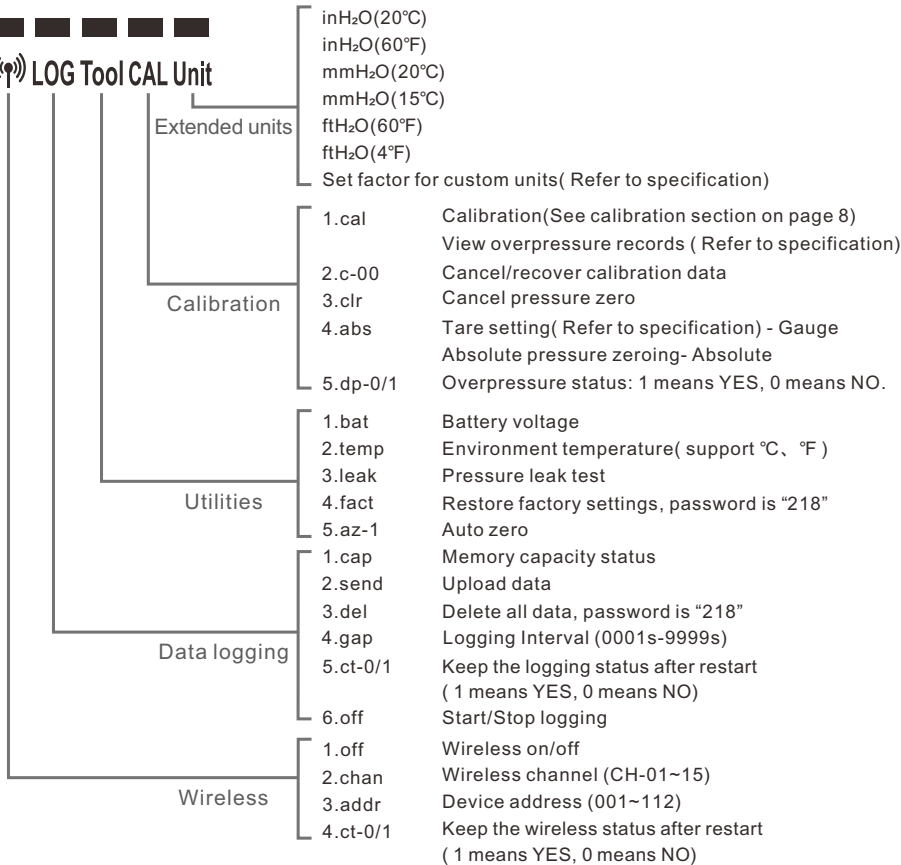 LOG Tool CAL Unit
Extended units
inH₂O(20℃)
inH₂O(60℉)
mmH₂O(20℃)
mmH₂O(15℃)
ftH₂O(60℉)
ftH₂O(4℉)
Set factor for custom units( Refer to specification)
Calibration
1.cal Calibration(See calibration section on page 8)
View overpressure records ( Refer to specification)
2.c-00 Cancel/recover calibration data
3.clr Cancel pressure zero
4.abs Tare setting( Refer to specification) - Gauge
Absolute pressure zeroing- Absolute
5.dp-0/1 Overpressure status: 1 means YES, 0 means NO.
Utilities
1.bat Battery voltage
2.temp Environment temperature( support ℃、℉ )
3.leak Pressure leak test
4.fact Restore factory settings, password is “218”
5.az-1 Auto zero
Data logging
1.cap Memory capacity status
2.send Upload data
3.del Delete all data, password is “218”
4.gap Logging Interval (0001s-9999s)
5.ct-0/1 Keep the logging status after restart
( 1 means YES, 0 means NO)
6.off Start/Stop logging
Wireless
1.off Wireless on/off
2.chan Wireless channel (CH-01~15)
3.addr Device address (001~112)
4.ct-0/1 Keep the wireless status after restart
( 1 means YES, 0 means NO)